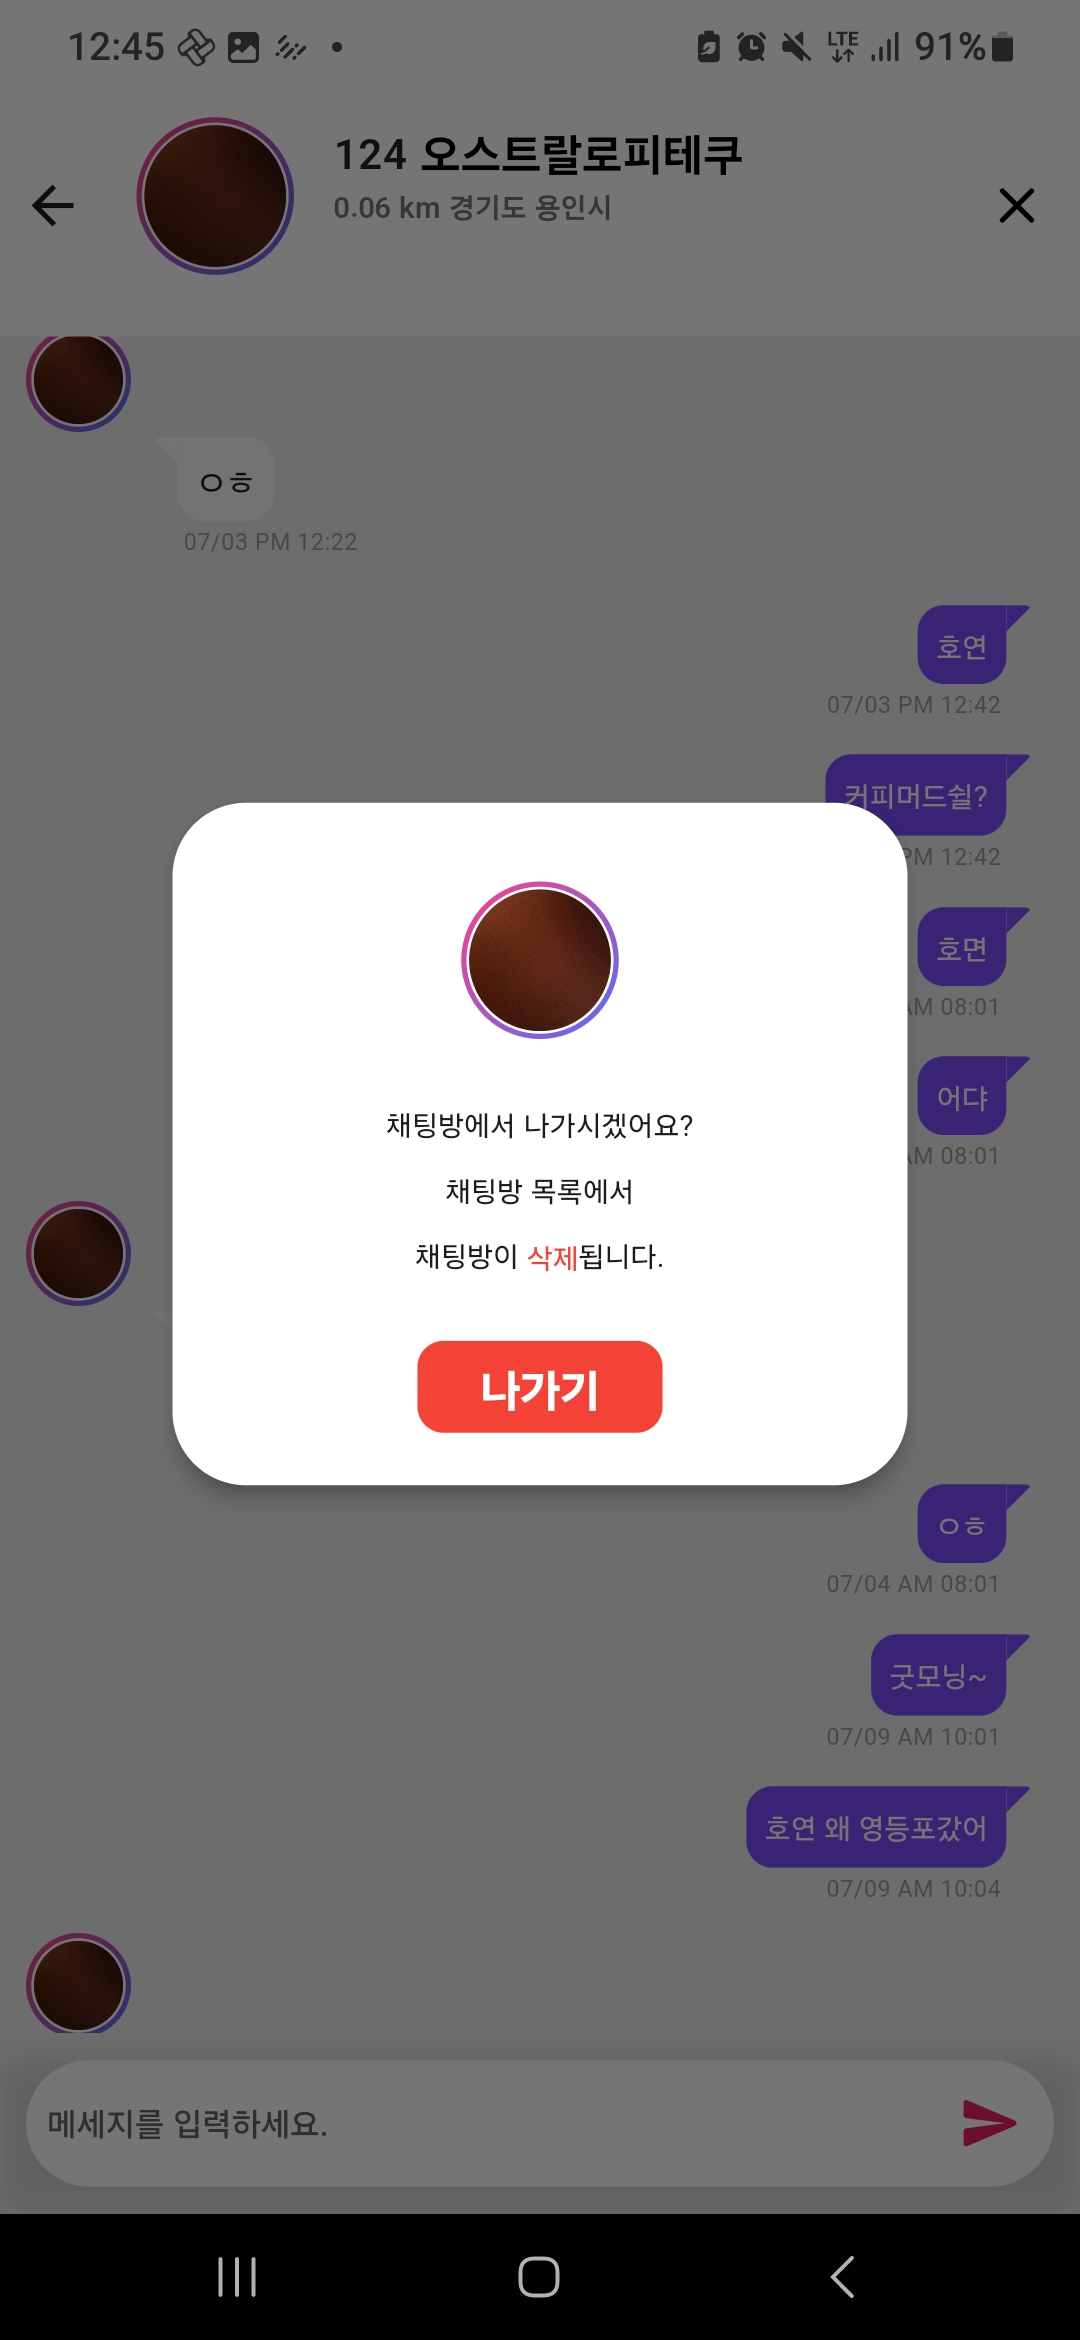 12:45
LTE
91%
124 오스트랄로피테쿠
0.06 km 경기도 용인시
ㅇㅎ
07/03 PM 12:22
호연
07/03 PM 12:42
커피머드쉴?
PM 12:42
호면
AM 08:01
어댜
AM 08:01
채팅방에서 나가시겠어요?
채팅방 목록에서
채팅방이 삭제됩니다.
나가기
ㅇㅎ
07/04 AM 08:01
굿모닝~
07/09 AM 10:01
호연 왜 영등포갔어
07/09 AM 10:04
메세지를 입력하세요.